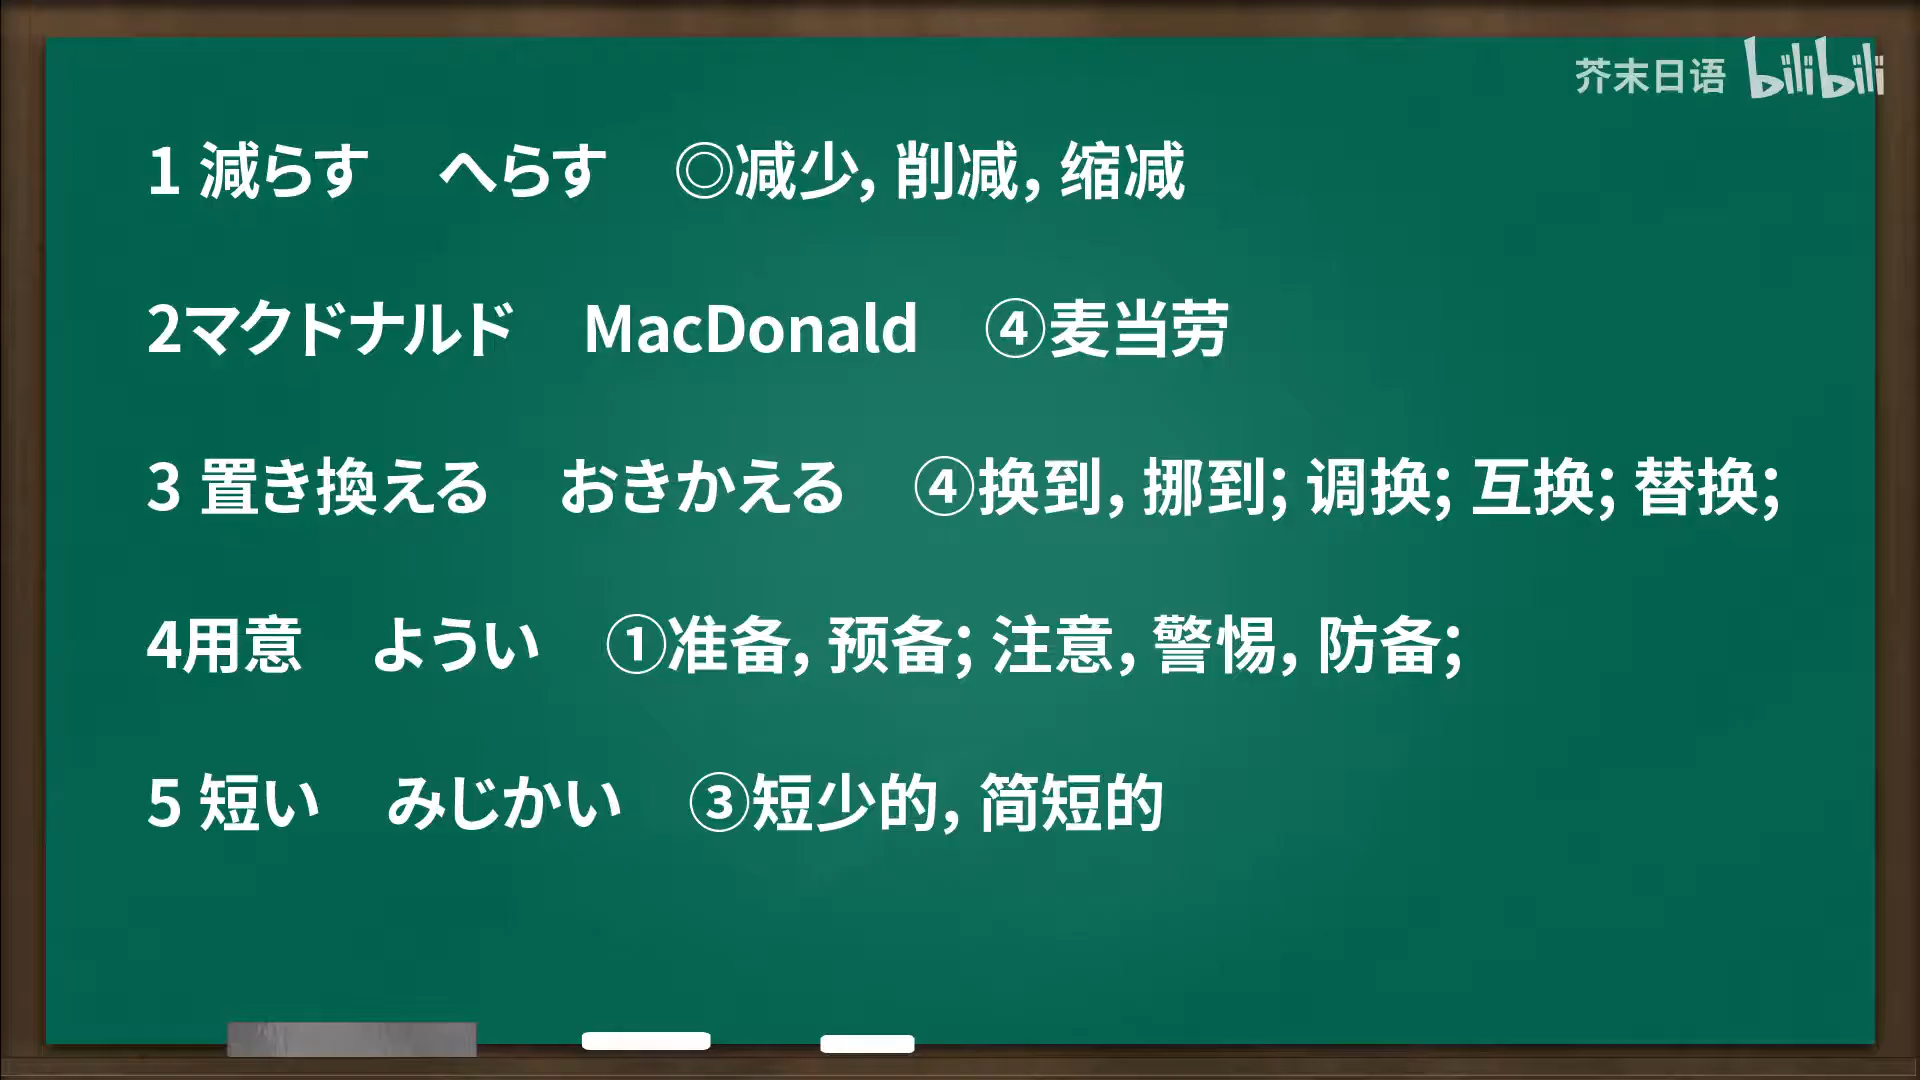 芥末日语 bilibili
1 減らす へらす ◎减少，削减，缩减
2マクドナルド MacDonald ④麦当劳
3 置き換える おきかえる ④换到，挪到；调换；互换；替换；
4用意 ようい ①准备，预备；注意，警惕，防备；
5 短い みじかい ③短少的，简短的